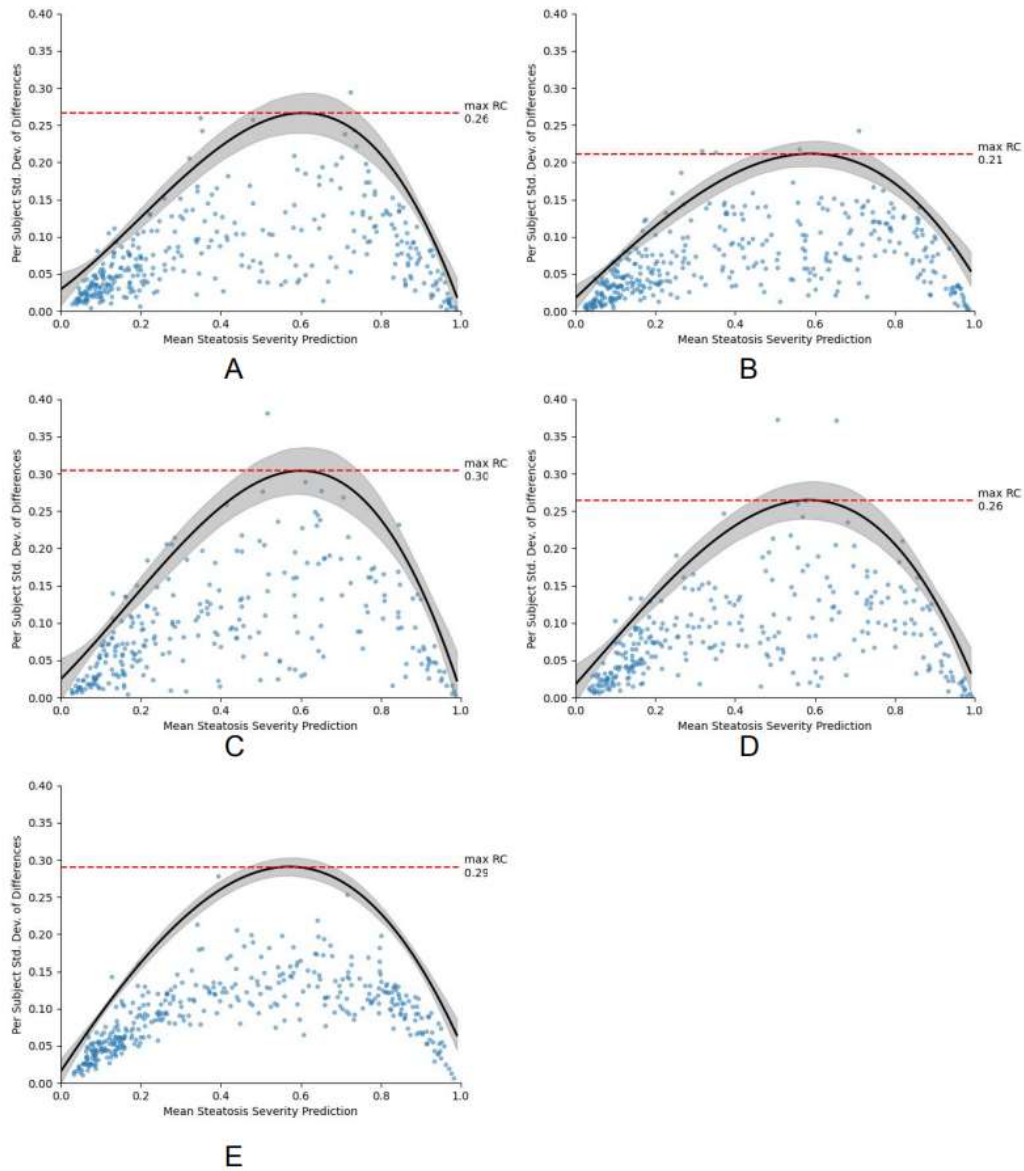 0.40
0.35
0.30
0.25
0.20
0.15
0.10
0.05
0.00
Per Subject Std. Dev. of Differences
max RC
0.26
0.0 0.2 0.4 0.6 0.8 1.0
Mean Steatosis Severity Prediction
A
0.40
0.35
0.30
0.25
0.20
0.15
0.10
0.05
0.00
Per Subject Std. Dev. of Differences
max RC
0.21
0.0 0.2 0.4 0.6 0.8 1.0
Mean Steatosis Severity Prediction
B
0.40
0.35
0.30
0.25
0.20
0.15
0.10
0.05
0.00
Per Subject Std. Dev. of Differences
max RC
0.30
0.0 0.2 0.4 0.6 0.8 1.0
Mean Steatosis Severity Prediction
C
0.40
0.35
0.30
0.25
0.20
0.15
0.10
0.05
0.00
Per Subject Std. Dev. of Differences
max RC
0.26
0.0 0.2 0.4 0.6 0.8 1.0
Mean Steatosis Severity Prediction
D
0.40
0.35
0.30
0.25
0.20
0.15
0.10
0.05
0.00
Per Subject Std. Dev. of Differences
max RC
0.29
0.0 0.2 0.4 0.6 0.8 1.0
Mean Steatosis Severity Prediction
E